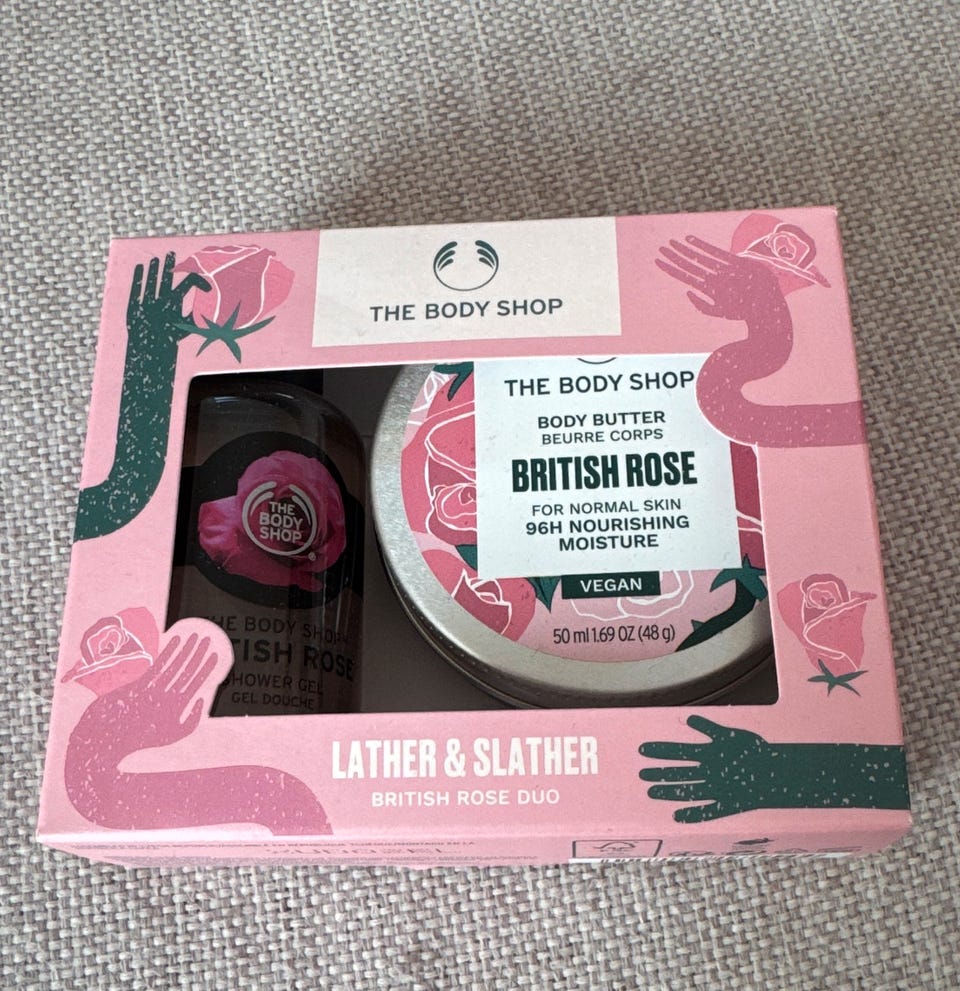 THE BODY SHOP
THE BODY SHOP
BODY BUTTER
BEURRE CORPS
BRITISH ROSE
FOR NORMAL SKIN
96H NOURISHING
MOISTURE
VEGAN
50 ml 1.69 OZ (48 g)
THE
BODY
SHOP
®
THE BODY SHOP
TISH ROSE
SHOWER GEL
GEL DOUCHE
LATHER & SLATHER
BRITISH ROSE DUO